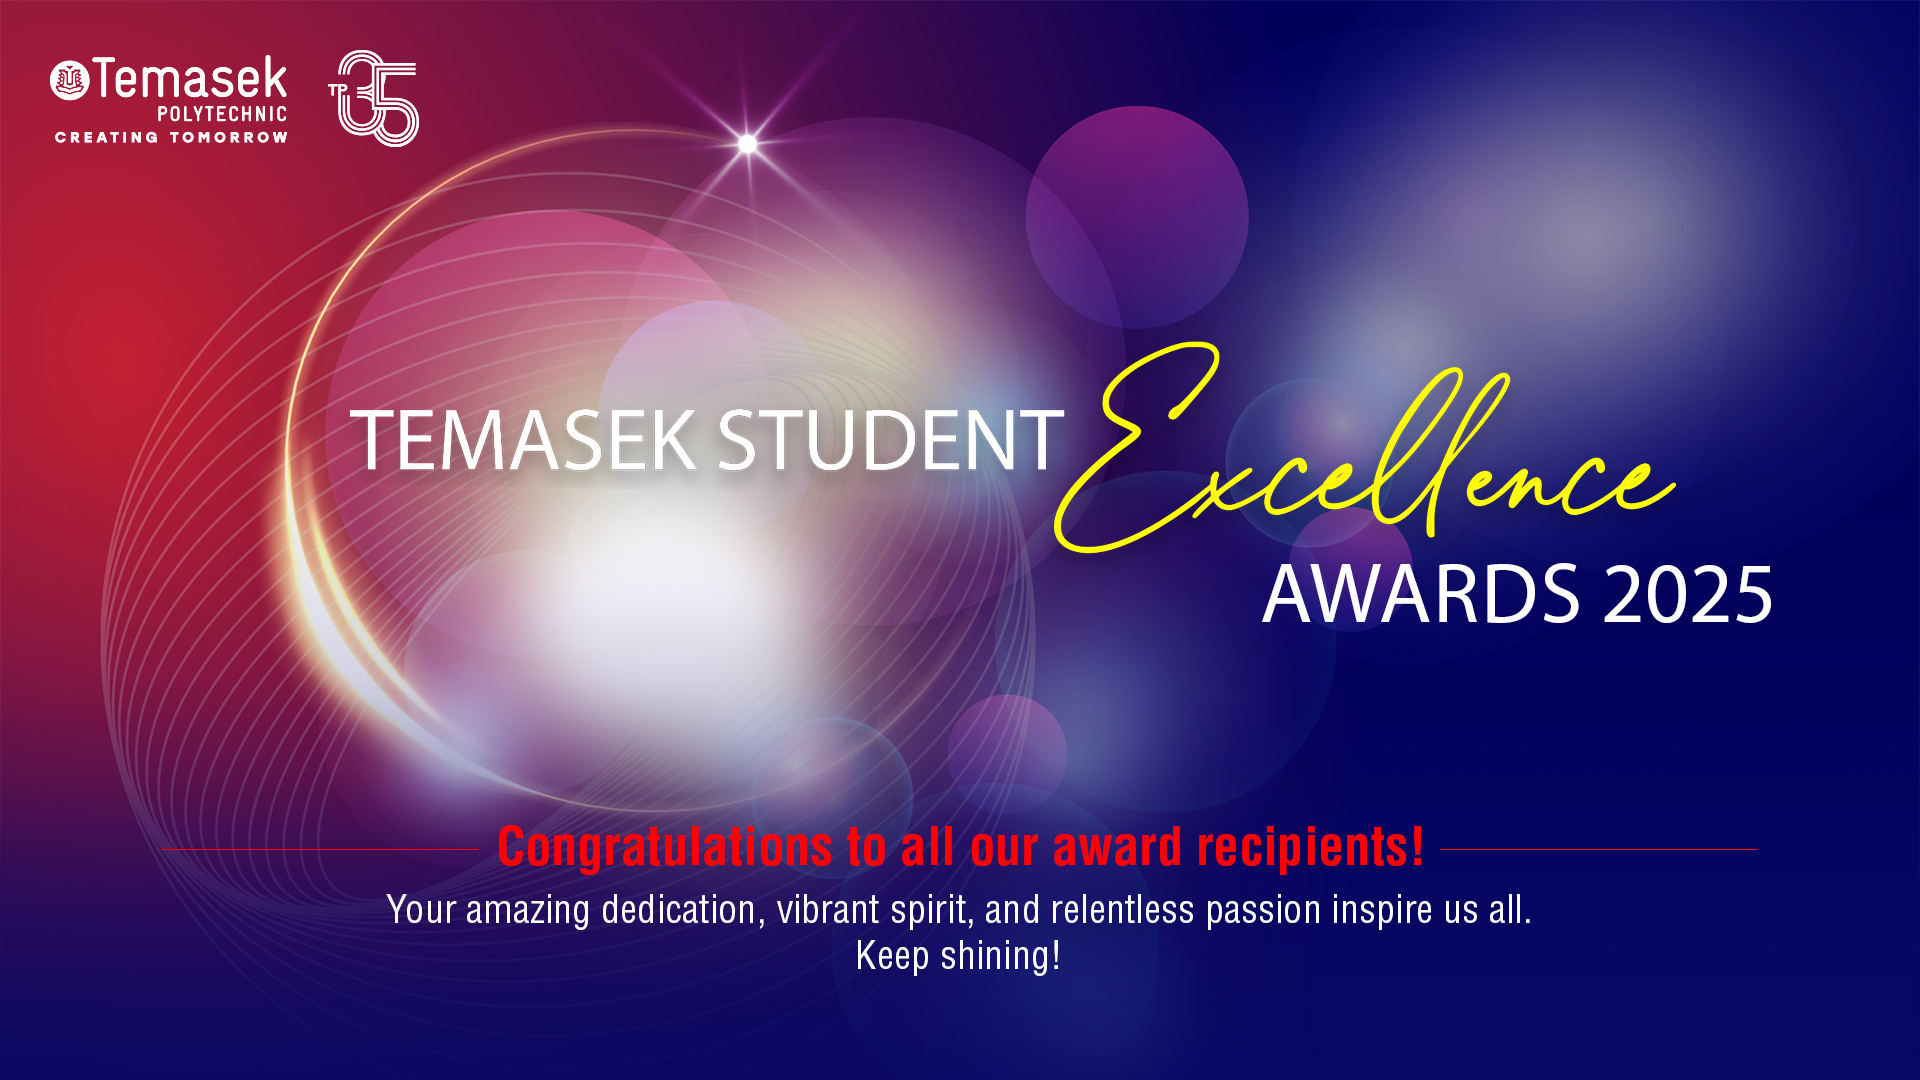 Temasek
POLYTECHNIC
CREATING TOMORROW
TP 35
TEMASEK STUDENT Excellence
AWARDS 2025
Congratulations to all our award recipients!
Your amazing dedication, vibrant spirit, and relentless passion inspire us all.
Keep shining!